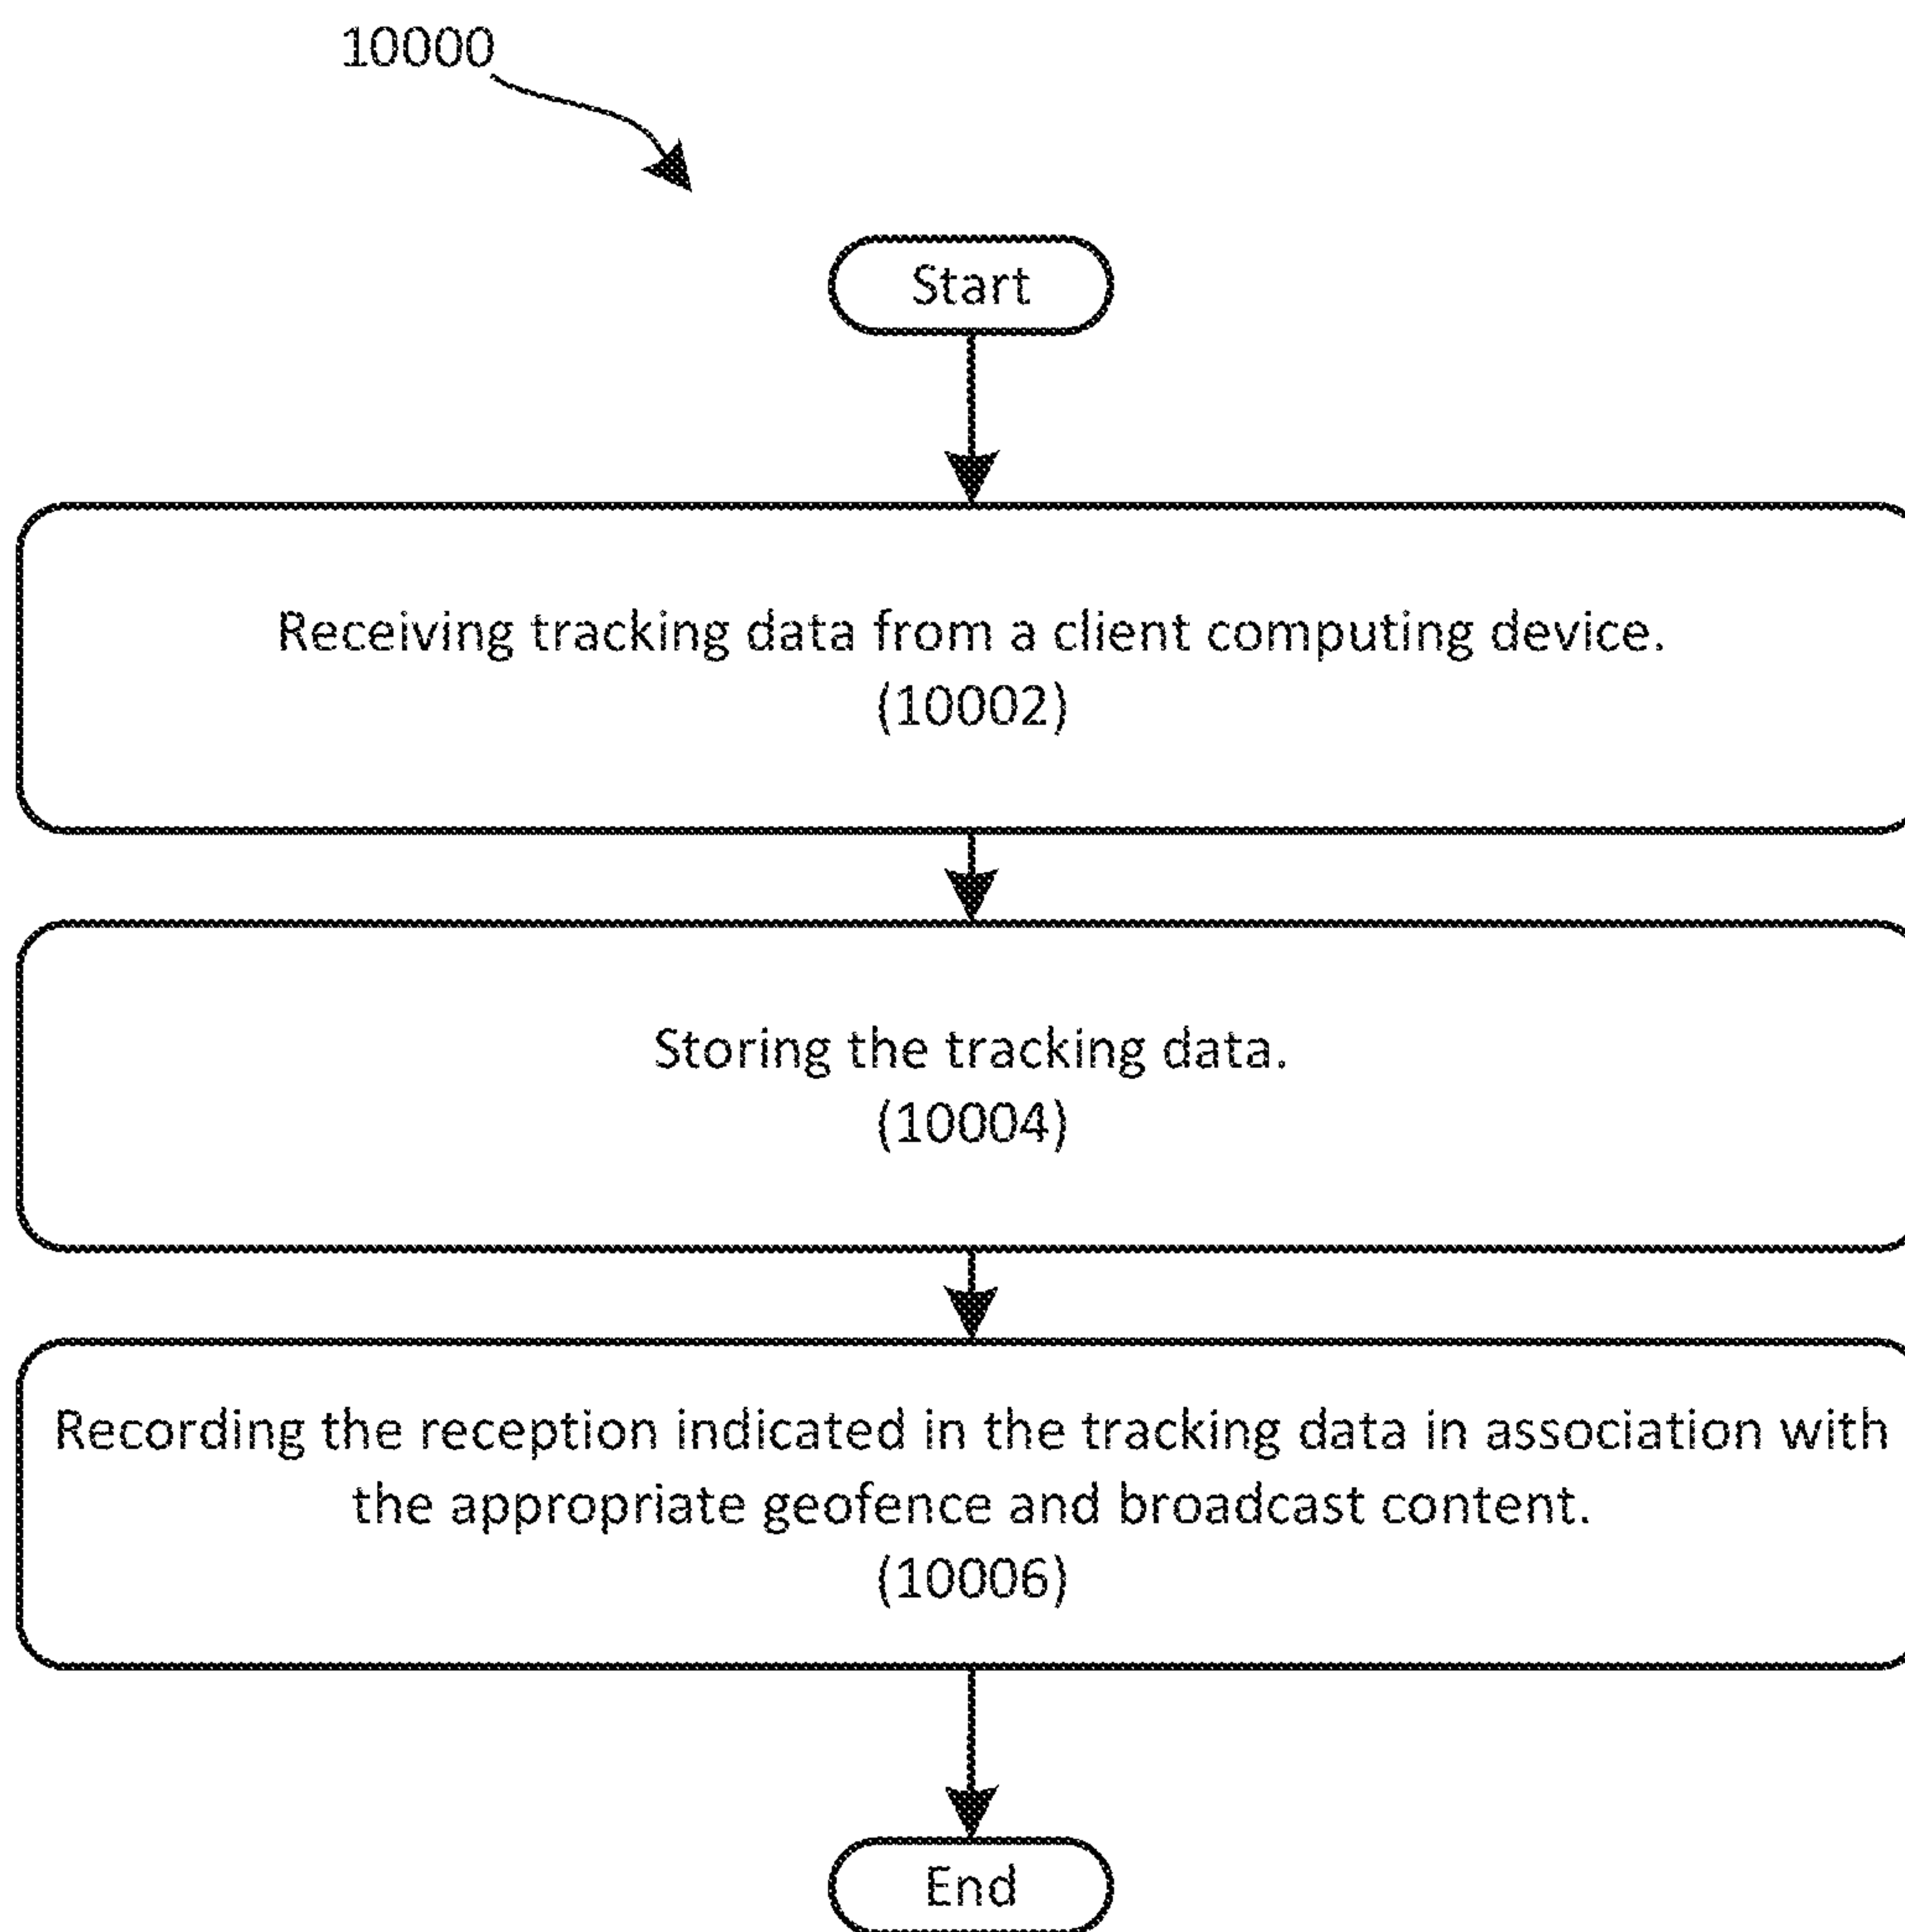 10000
Start
Receiving tracking data from a client computing device.
(10002)
Storing the tracking data.
(10004)
Recording the reception indicated in the tracking data in association with
the appropriate geofence and broadcast content.
(10006)
End